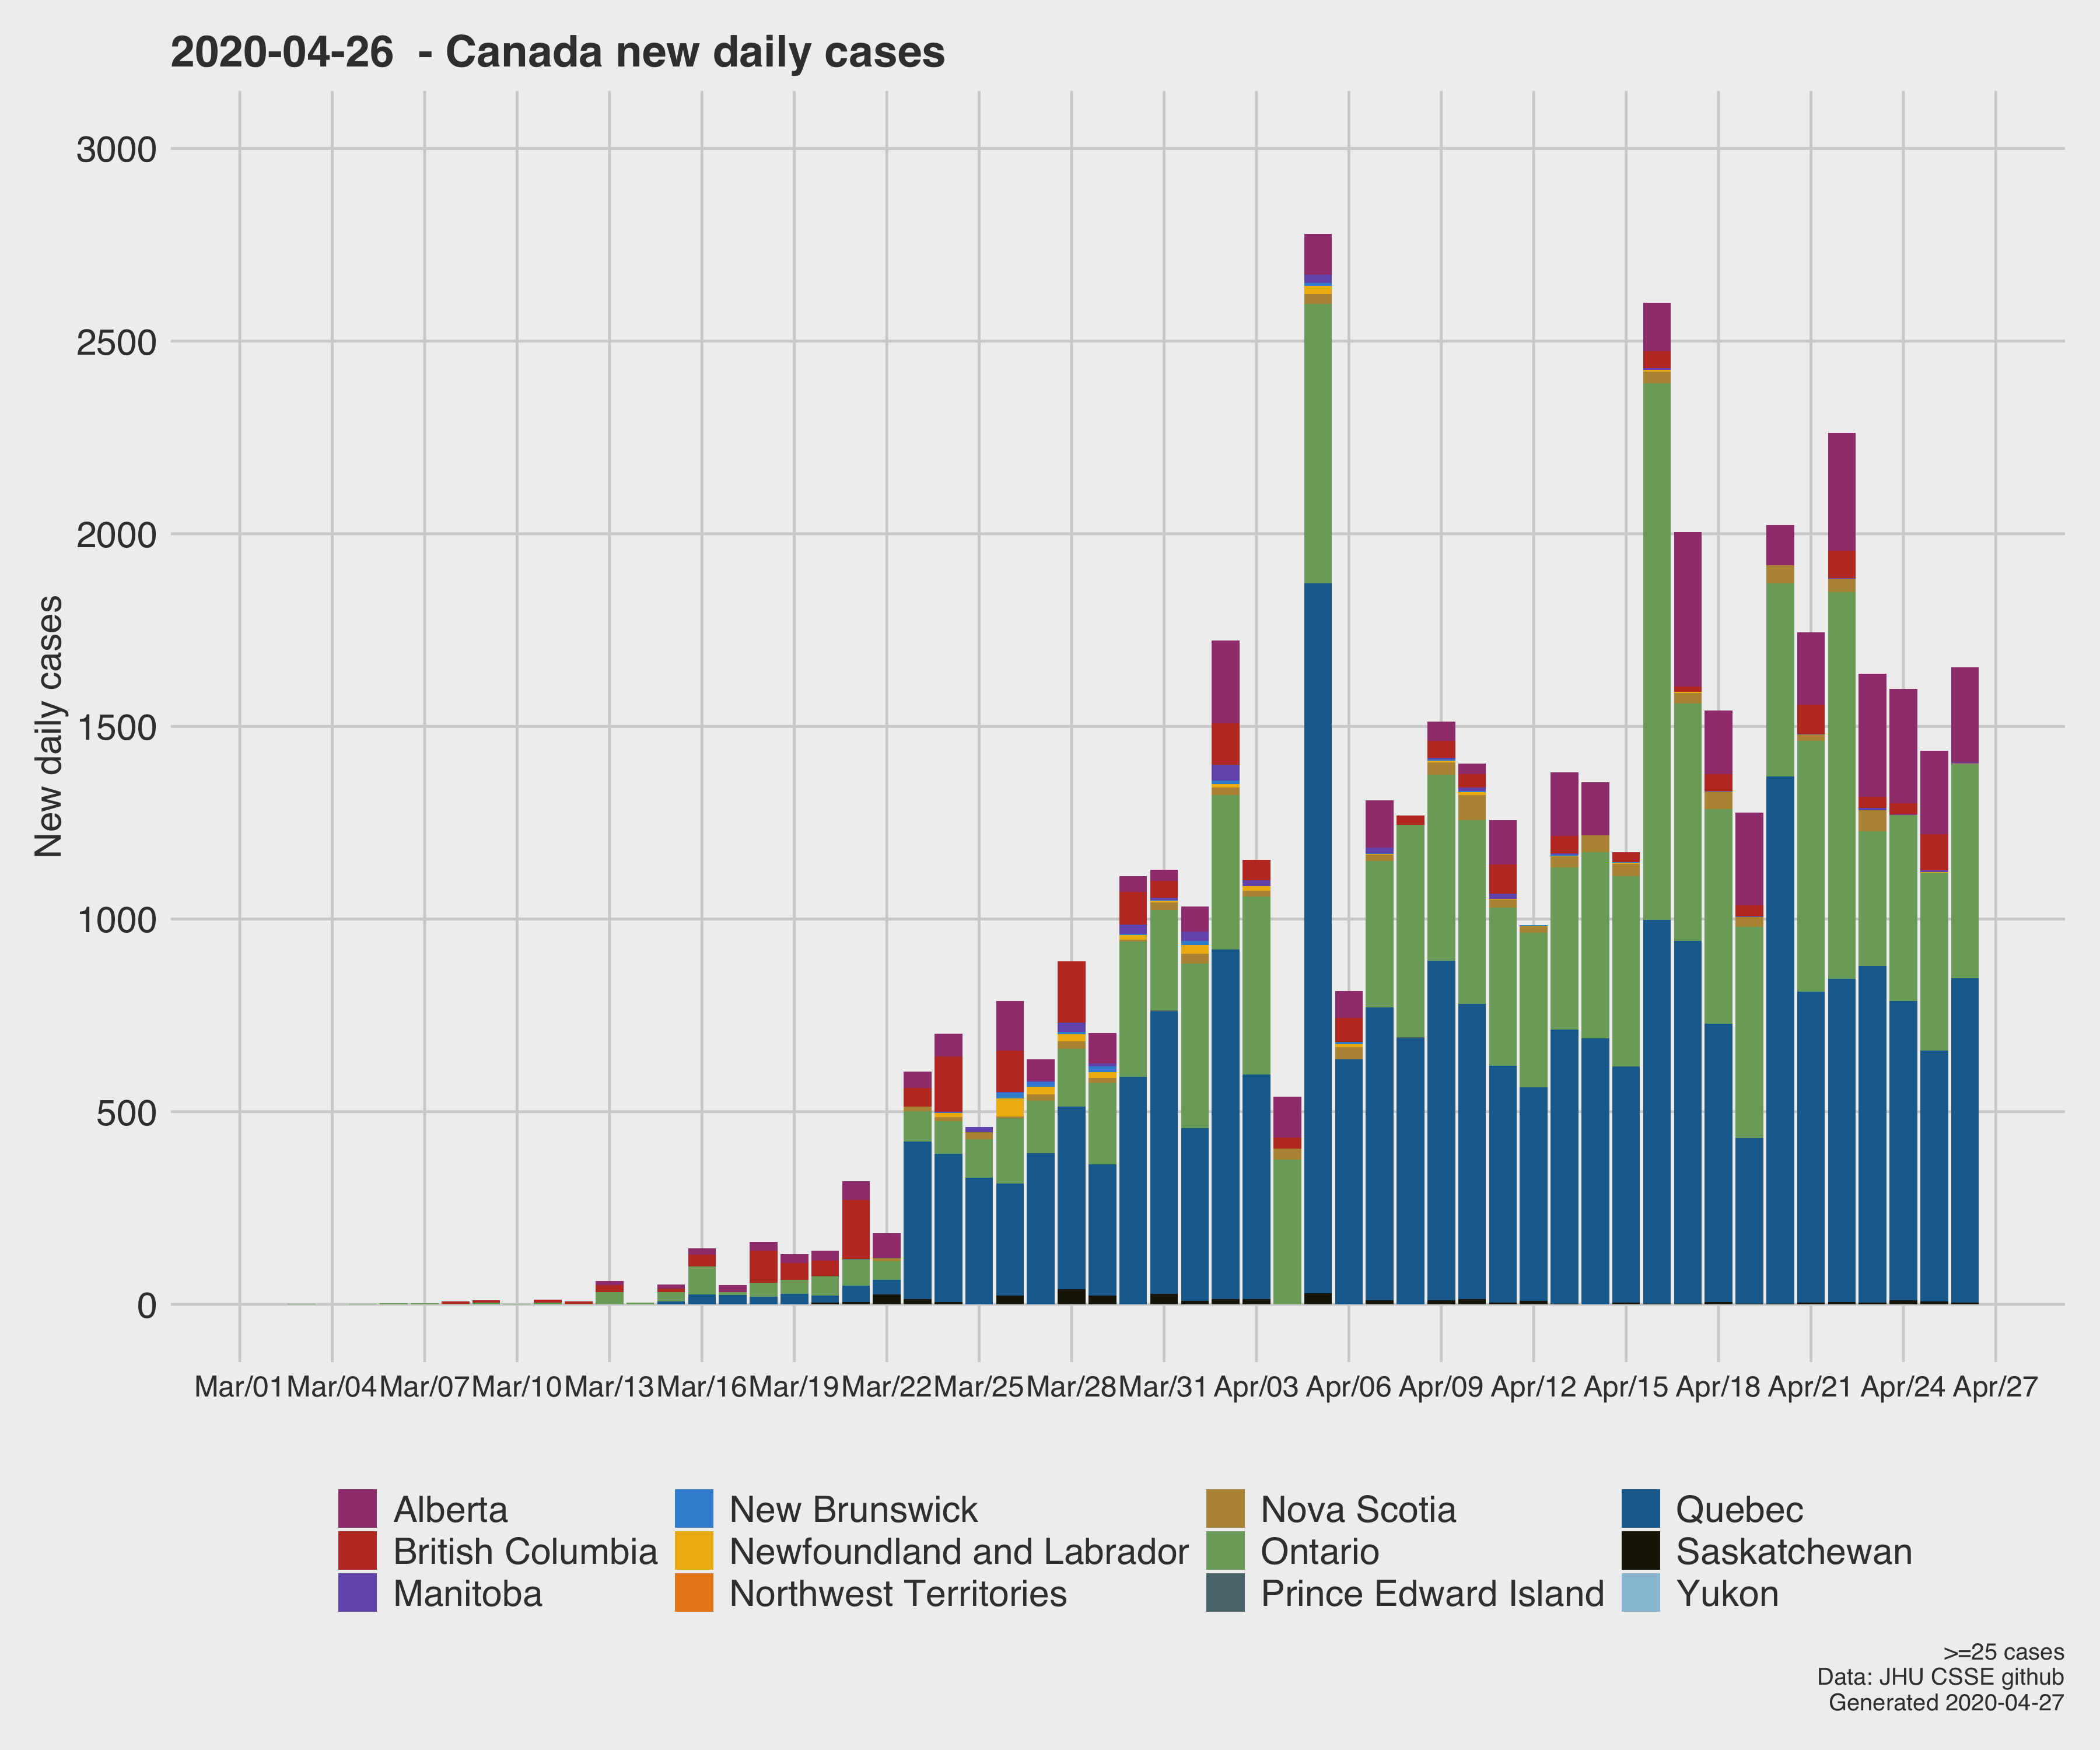 2020-04-26  - Canada new daily cases
New daily cases
3000
2500
2000
1500
1000
500
0
Mar/01 Mar/04 Mar/07 Mar/10 Mar/13 Mar/16 Mar/19 Mar/22 Mar/25 Mar/28 Mar/31 Apr/03 Apr/06 Apr/09 Apr/12 Apr/15 Apr/18 Apr/21 Apr/24 Apr/27
Alberta New Brunswick Nova Scotia Quebec
British Columbia Newfoundland and Labrador Ontario Saskatchewan
Manitoba Northwest Territories Prince Edward Island Yukon
>=25 cases
Data: JHU CSSE github
Generated 2020-04-27